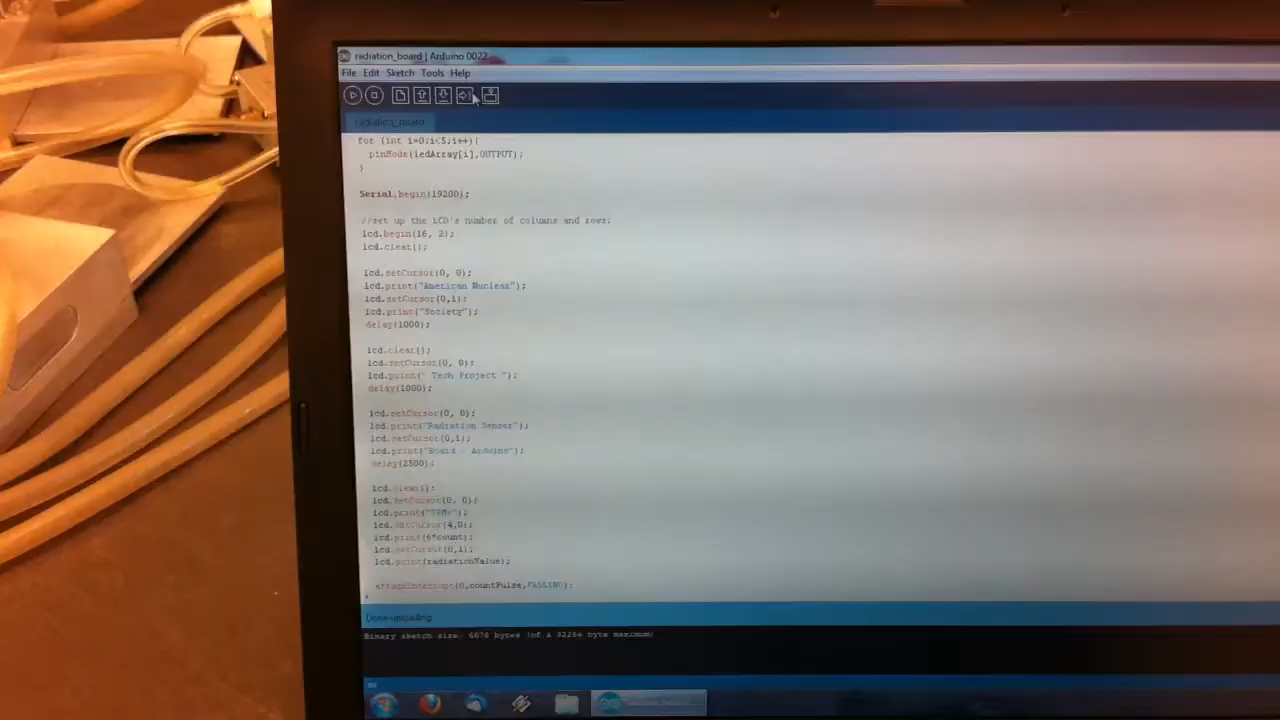 radiation_board | Arduino 0022
File Edit Sketch Tools Help
radiation_board
for (int i=0;i<5;i++){
pinMode(ledArray[i],OUTPUT);
}
Serial.begin(19200);
//set up the LCD's number of columns and rows:
lcd.begin(16, 2);
lcd.clear();
lcd.setCursor(0, 0);
lcd.print("American Nuclear");
lcd.setCursor(0,1);
lcd.print("Society");
delay(1000);
lcd.clear();
lcd.setCursor(0, 0);
lcd.print(" Tech Project ");
delay(1000);
lcd.setCursor(0, 0);
lcd.print("Radiation Sensor");
lcd.setCursor(0,1);
lcd.print("Board - Arduino");
delay(2500);
lcd.clear();
lcd.setCursor(0, 0);
lcd.print("CPM=");
lcd.setCursor(4,0);
lcd.print(6*count);
lcd.setCursor(0,1);
lcd.print(radiationValue);
attachInterrupt(0,countPulse,FALLING);
Done uploading
Binary sketch size: 6678 bytes (of a 32256 byte maximum)